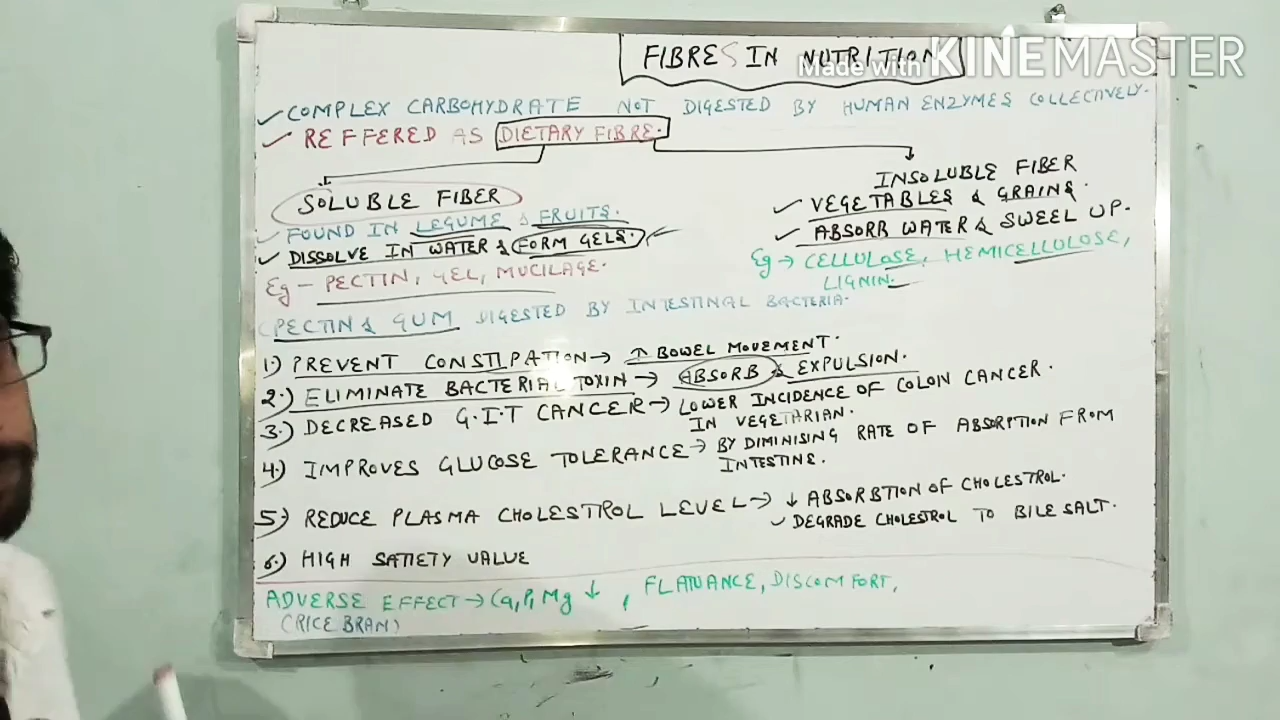 FIBRES IN NUTRITION
Made with KINEMASTER
✓ COMPLEX CARBOHYDRATE NOT DIGESTED BY HUMAN ENZYMES COLLECTIVELY.
✓ REFFERED AS DIETARY FIBRE.
SOLUBLE FIBER
✓ FOUND IN LEGUME & FRUITS.
✓ DISSOLVE IN WATER & FORM GELS.
Eg – PECTIN, GEL, MUCILAGE.
INSOLUBLE FIBER
✓ VEGETABLES & GRAINS.
✓ ABSORB WATER & SWEEL UP.
Eg → CELLULOSE, HEMICELLULOSE,
LIGNIN.
(PECTIN & GUM DIGESTED BY INTESTINAL BACTERIA.
1.) PREVENT CONSTIPATION → ↑ BOWEL MOVEMENT.
2.) ELIMINATE BACTERIAL TOXIN → ABSORB & EXPULSION.
3.) DECREASED G.I.T CANCER → LOWER INCIDENCE OF COLON CANCER.
IN VEGETARIAN.
4.) IMPROVES GLUCOSE TOLERANCE → BY DIMINISING RATE OF ABSORPTION FROM
INTESTINE.
5.) REDUCE PLASMA CHOLESTROL LEVEL → ↓ ABSORBTION OF CHOLESTROL.
✓ DEGRADE CHOLESTROL TO BILE SALT.
6.) HIGH SATIETY VALUE
ADVERSE EFFECT → Ca, P, Mg ↓ , FLATUANCE, DISCOMFORT,
(RICE BRAN)